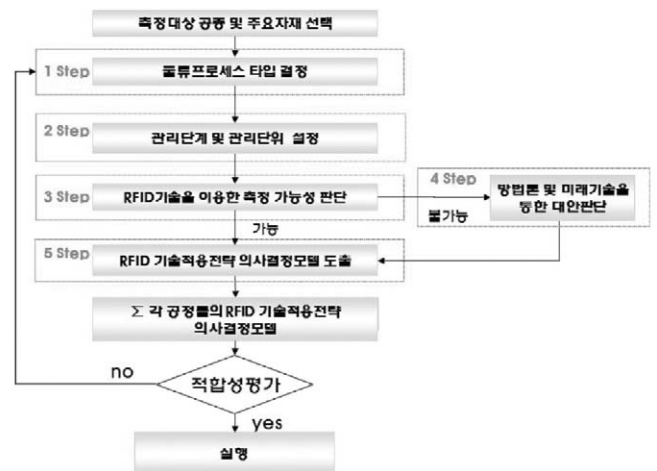 측정대상 공종 및 주요자재 선택
1 Step
물류프로세스 타입 결정
2 Step
관리단계 및 관리단위 설정
3 Step
RFID기술을 이용한 측정 가능성 판단
4 Step
방법론 및 미래기술을
통한 대안판단
불가능
가능
5 Step
RFID 기술적용전략 의사결정모델 도출
Σ 각 공정률의 RFID 기술적용전략
의사결정모델
no
적합성평가
yes
실행